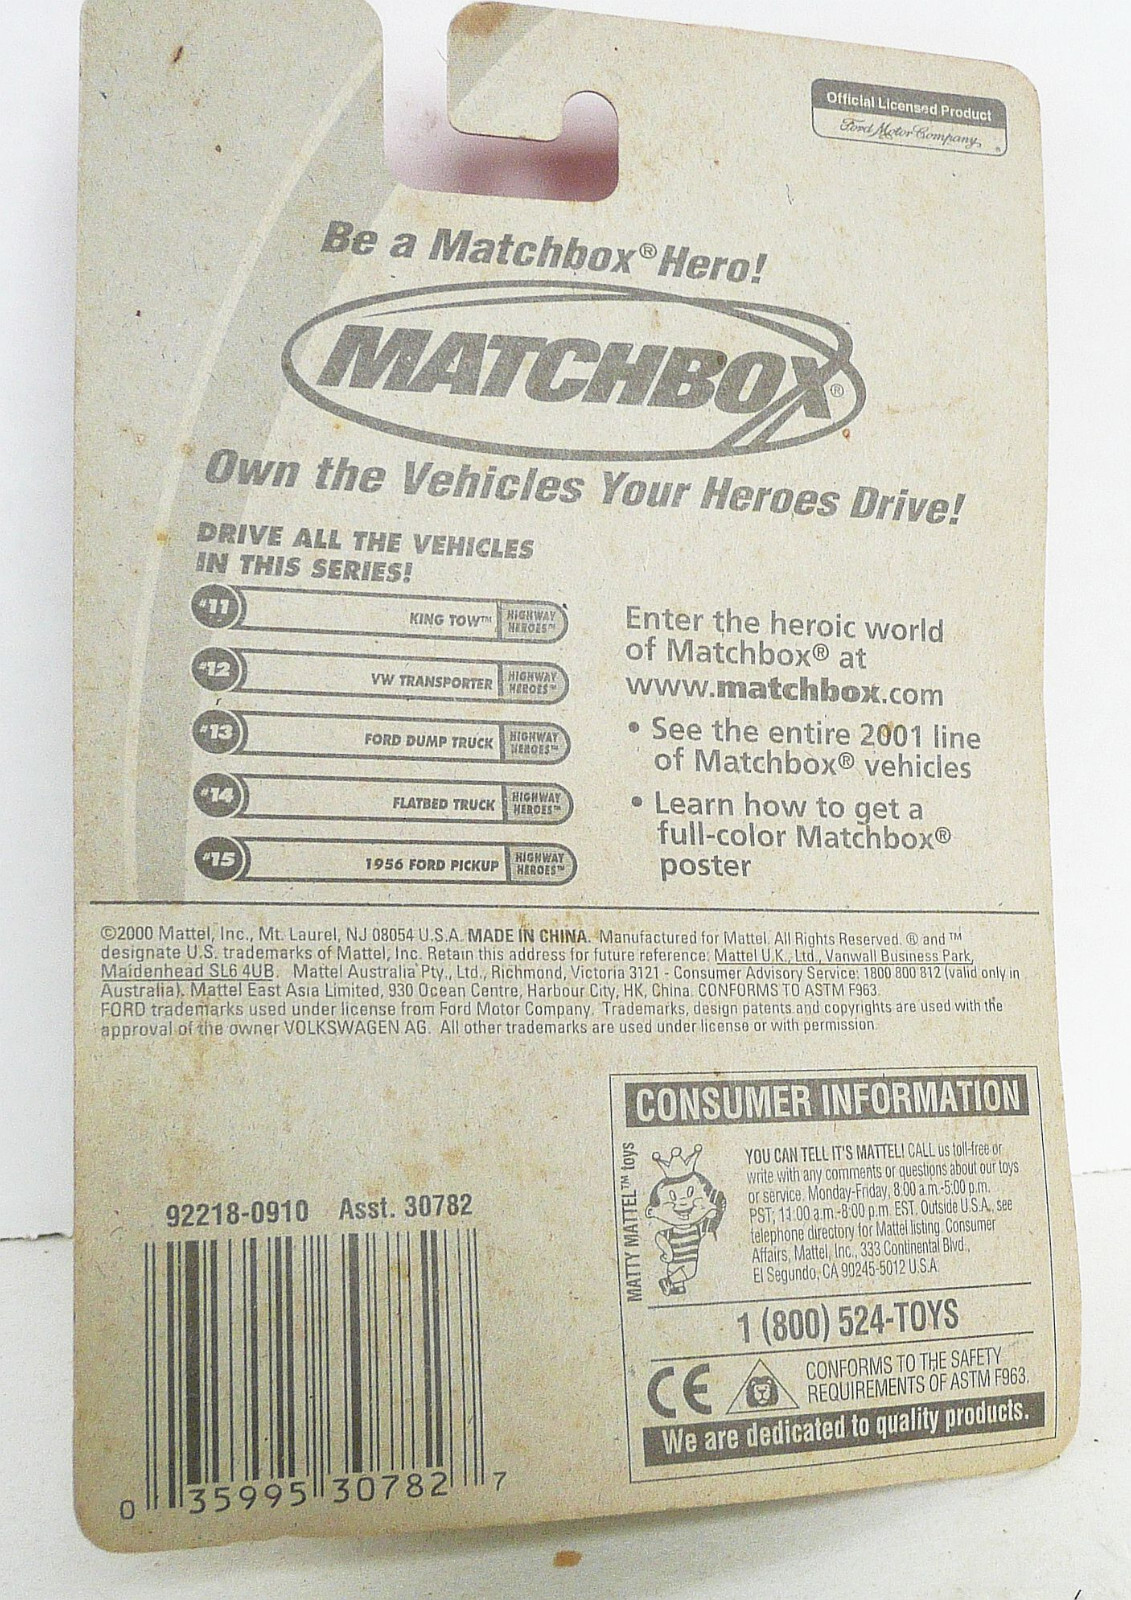 Official Licensed Product
Ford Motor Company
Be a Matchbox® Hero!
MATCHBOX®
Own the Vehicles Your Heroes Drive!
DRIVE ALL THE VEHICLES
IN THIS SERIES!
#11 KING TOW™ HIGHWAY HEROES™
#12 VW TRANSPORTER HIGHWAY HEROES™
#13 FORD DUMP TRUCK HIGHWAY HEROES™
#14 FLATBED TRUCK HIGHWAY HEROES™
#15 1956 FORD PICKUP HIGHWAY HEROES™
Enter the heroic world
of Matchbox® at
www.matchbox.com
• See the entire 2001 line
of Matchbox® vehicles
• Learn how to get a
full-color Matchbox®
poster
©2000 Mattel, Inc., Mt. Laurel, NJ 08054 U.S.A. MADE IN CHINA. Manufactured for Mattel. All Rights Reserved. ® and ™
designate U.S. trademarks of Mattel, Inc. Retain this address for future reference: Mattel U.K., Ltd., Vanwall Business Park,
Maidenhead SL6 4UB. Mattel Australia Pty., Ltd., Richmond, Victoria 3121 - Consumer Advisory Service: 1800 800 812 (valid only in
Australia). Mattel East Asia Limited, 930 Ocean Centre, Harbour City, HK, China. CONFORMS TO ASTM F963.
FORD trademarks used under license from Ford Motor Company. Trademarks, design patents and copyrights are used with the
approval of the owner VOLKSWAGEN AG. All other trademarks are used under license or with permission.
CONSUMER INFORMATION
MATTY MATTEL™ toys
YOU CAN TELL IT'S MATTEL! CALL us toll-free or
write with any comments or questions about our toys
or service. Monday-Friday, 8:00 a.m.-5:00 p.m.
PST; 11:00 a.m.-8:00 p.m. EST. Outside U.S.A., see
telephone directory for Mattel listing. Consumer
Affairs, Mattel, Inc., 333 Continental Blvd.,
El Segundo, CA 90245-5012 U.S.A.
1 (800) 524-TOYS
CE
CONFORMS TO THE SAFETY
REQUIREMENTS OF ASTM F963.
We are dedicated to quality products.
92218-0910 Asst. 30782
0 35995 30782 7